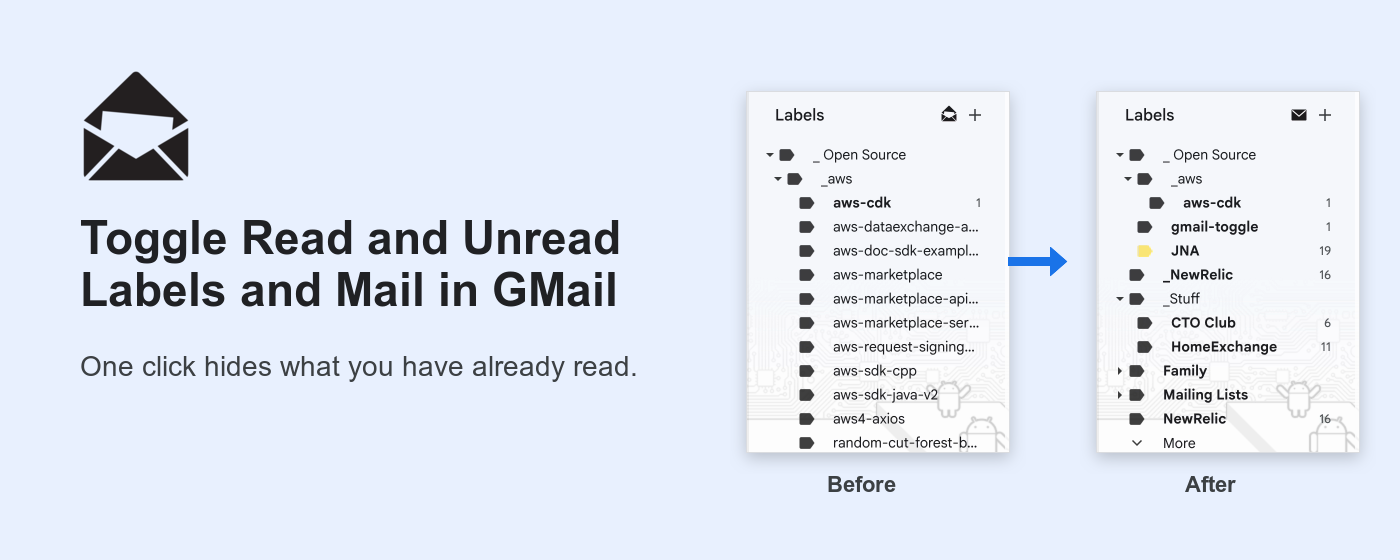 Toggle Read and Unread
Labels and Mail in GMail
One click hides what you have already read.
Labels
_ Open Source
_aws
aws-cdk 1
aws-dataexchange-a...
aws-doc-sdk-exampl...
aws-marketplace
aws-marketplace-api...
aws-marketplace-ser...
aws-request-signing...
aws-sdk-cpp
aws-sdk-java-v2
aws4-axios
random-cut-forest-b...
Before
Labels
_ Open Source
_aws
aws-cdk 1
gmail-toggle 1
JNA 19
_NewRelic 16
_Stuff
CTO Club 6
HomeExchange 11
Family
Mailing Lists
NewRelic 16
More
After